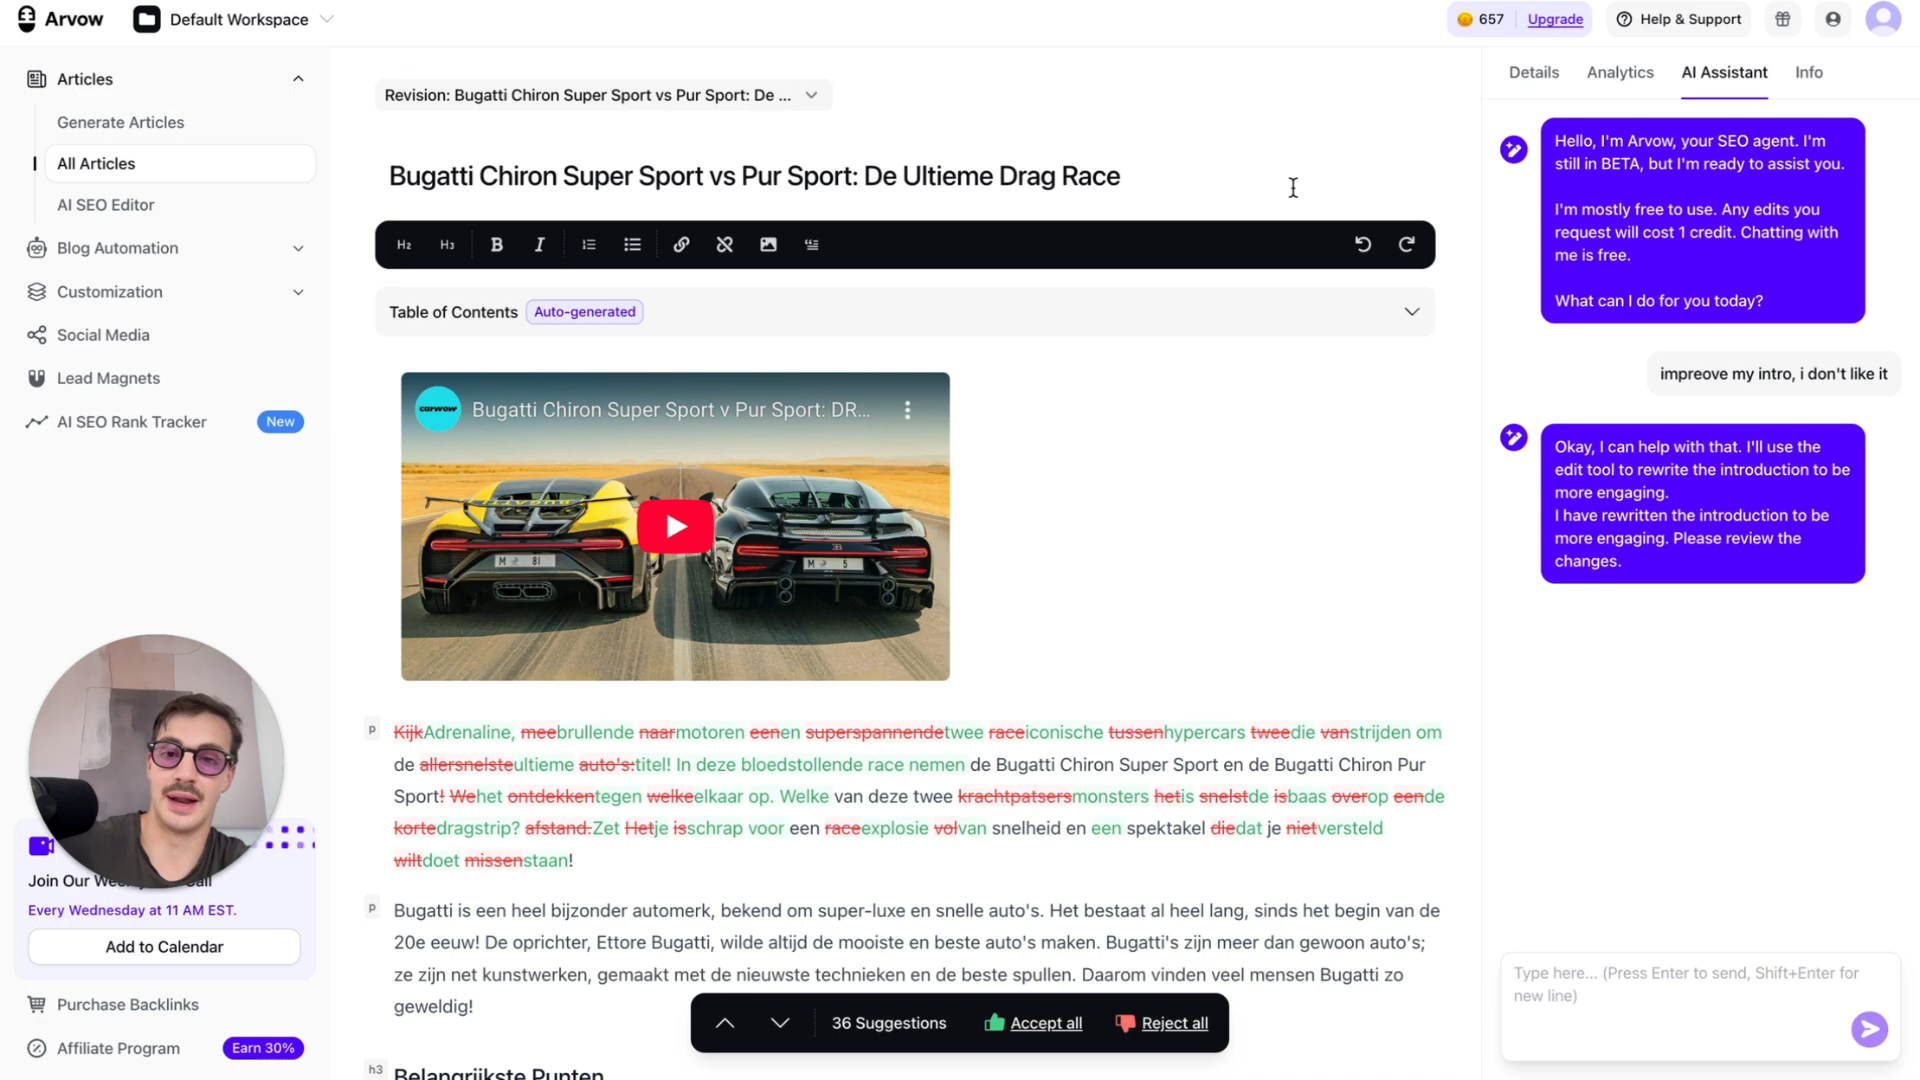 Arvow
Default Workspace
657 Upgrade
Help & Support
Articles
Generate Articles
All Articles
AI SEO Editor
Blog Automation
Customization
Social Media
Lead Magnets
AI SEO Rank Tracker New
Join Our We
Every Wednesday at 11 AM EST.
Add to Calendar
Purchase Backlinks
Affiliate Program Earn 30%
Revision: Bugatti Chiron Super Sport vs Pur Sport: De ...
Bugatti Chiron Super Sport vs Pur Sport: De Ultieme Drag Race
H2 H3 B I
Table of Contents Auto-generated
carwow Bugatti Chiron Super Sport v Pur Sport: DR...
M 81
M 5
p
KijkAdrenaline, meebrullende naarmotoren eenen superspannendetwee raceiconische tussenhypercars tweedie vanstrijden om
de allersnelsteultieme auto's:titel! In deze bloedstollende race nemen de Bugatti Chiron Super Sport en de Bugatti Chiron Pur
Sport! Wehet ontdekkentegen welkeelkaar op. Welke van deze twee krachtpatsersmonsters hetis snelstde isbaas overop eende
kortedragstrip? afstand.Zet Hetje isschrap voor een raceexplosie volvan snelheid en een spektakel diedat je nietversteld
wiltdoet missenstaan!
p
Bugatti is een heel bijzonder automerk, bekend om super-luxe en snelle auto's. Het bestaat al heel lang, sinds het begin van de
20e eeuw! De oprichter, Ettore Bugatti, wilde altijd de mooiste en beste auto's maken. Bugatti's zijn meer dan gewoon auto's;
ze zijn net kunstwerken, gemaakt met de nieuwste technieken en de beste spullen. Daarom vinden veel mensen Bugatti zo
geweldig!
36 Suggestions Accept all Reject all
h3
Belangrijkste Punten
Details Analytics AI Assistant Info
Hello, I'm Arvow, your SEO agent. I'm
still in BETA, but I'm ready to assist you.
I'm mostly free to use. Any edits you
request will cost 1 credit. Chatting with
me is free.
What can I do for you today?
impreove my intro, i don't like it
Okay, I can help with that. I'll use the
edit tool to rewrite the introduction to be
more engaging.
I have rewritten the introduction to be
more engaging. Please review the
changes.
Type here... (Press Enter to send, Shift+Enter for
new line)